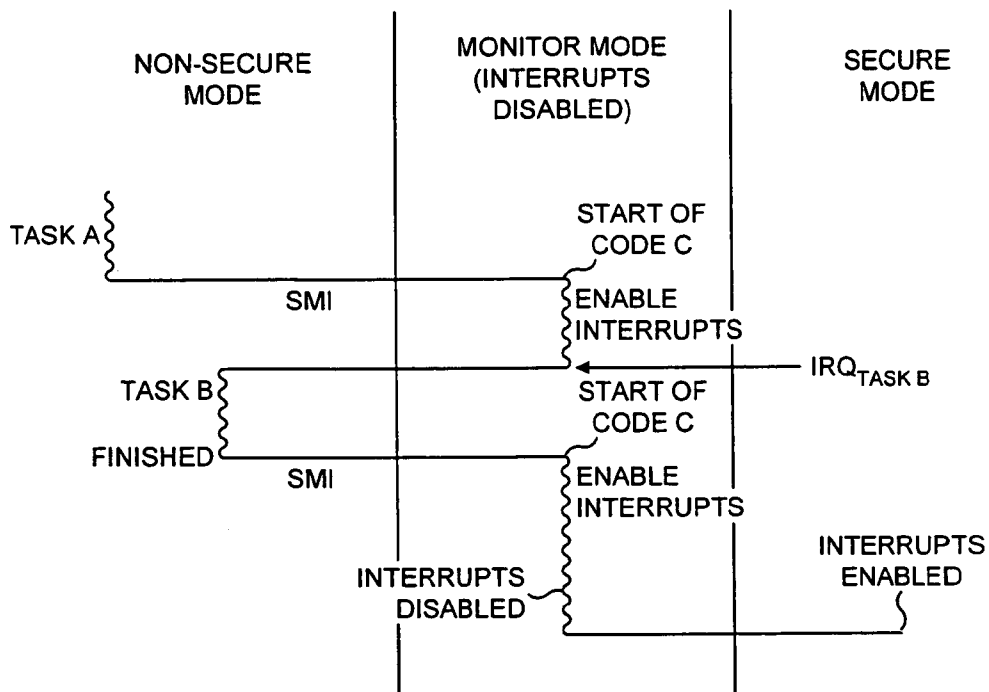 NON-SECURE
MODE
MONITOR MODE
(INTERRUPTS
DISABLED)
SECURE
MODE
TASK A
START OF
CODE C
SMI
ENABLE
INTERRUPTS
IRQTASK B
TASK B
START OF
CODE C
FINISHED
SMI
ENABLE
INTERRUPTS
INTERRUPTS
DISABLED
INTERRUPTS
ENABLED